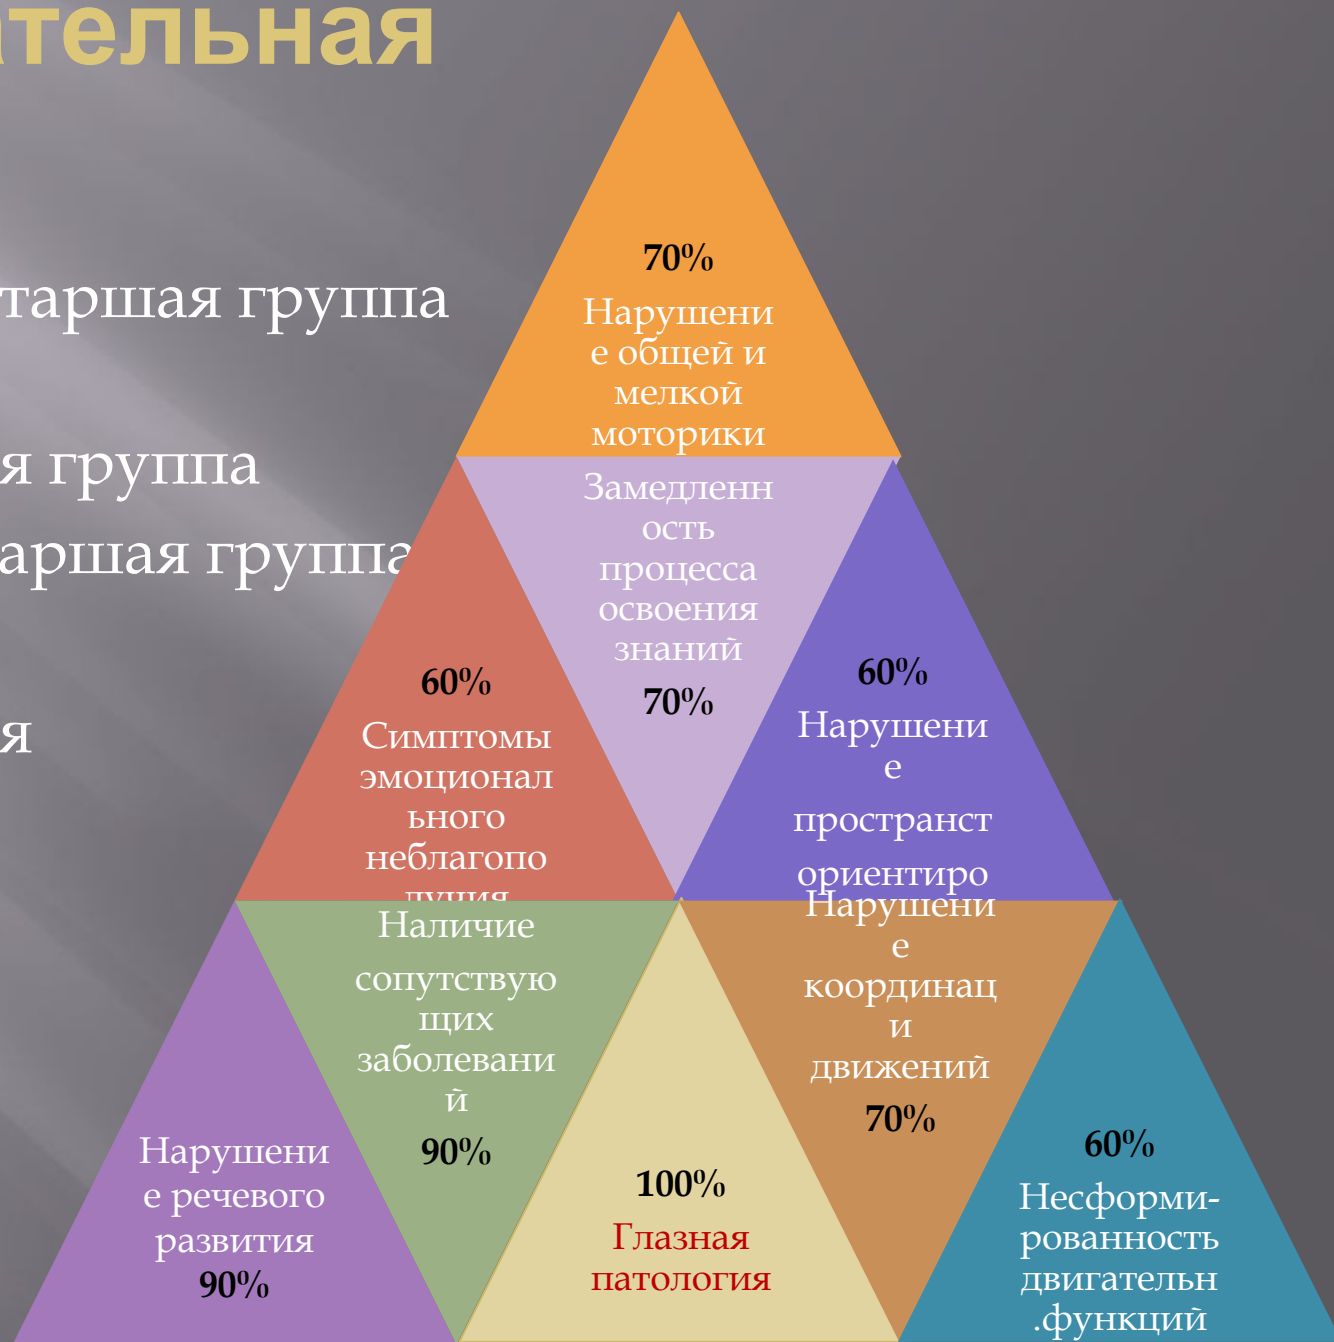 ательная
таршая группа
я группа
аршая группа
я
70%
Нарушени
е общей и
мелкой
моторики
Замедленн
ость
процесса
освоения
знаний
70%
60%
Симптомы
эмоционал
ьного
неблагопо
лучия
60%
Нарушени
е
пространст
ориентиро
Нарушени
е речевого
развития
90%
Наличие
сопутствую
щих
заболевани
й
90%
100%
Глазная
патология
Нарушени
е
координац
и
движений
70%
60%
Несформи-
рованность
двигательн
.функций